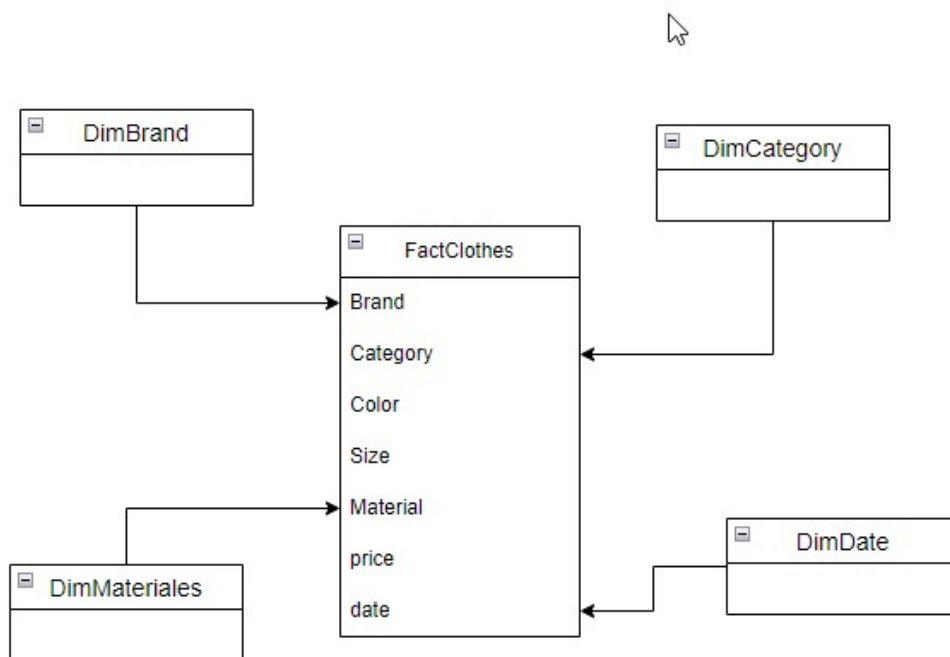 DimBrand
DimCategory
FactClothes
Brand
Category
Color
Size
Material
price
date
DimMateriales
DimDate